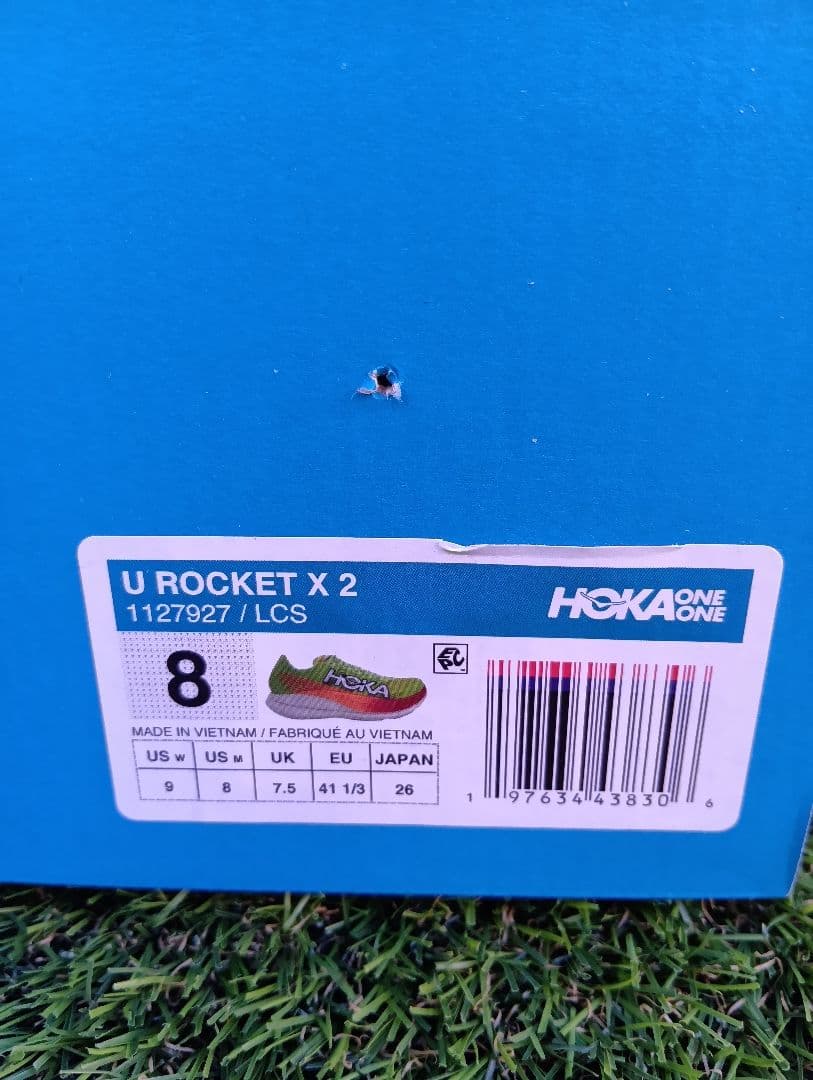 U ROCKET X 2
1127927 / LCS
HOKA ONE ONE
8
HOKA
EPC
MADE IN VIETNAM / FABRIQUÉ AU VIETNAM
US W US M UK EU JAPAN
9 8 7.5 41 1/3 26
1 97634 43830 6